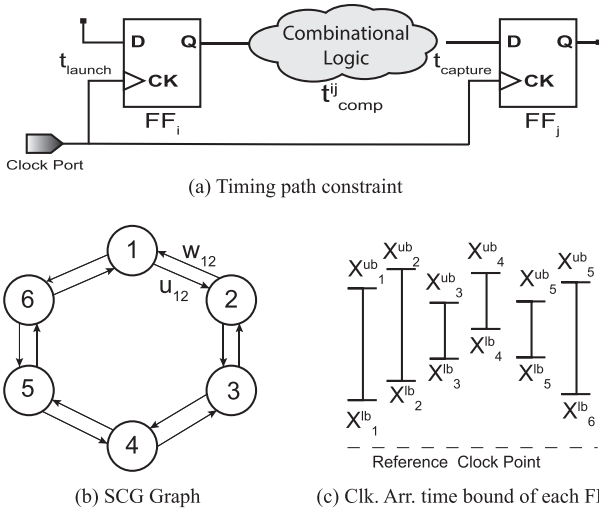 D Q Combinational Logic D Q
t_launch CK t^ij_comp t_capture CK
FF_i FF_j
Clock Port
(a) Timing path constraint
1 w_12
6 u_12 2
5 3
4
X^ub_1 X^ub_2 X^ub_3 X^ub_4 X^ub_5 X^ub_5
X^lb_1 X^lb_2 X^lb_3 X^lb_4 X^lb_5 X^lb_6
Reference Clock Point
(b) SCG Graph (c) Clk. Arr. time bound of each F